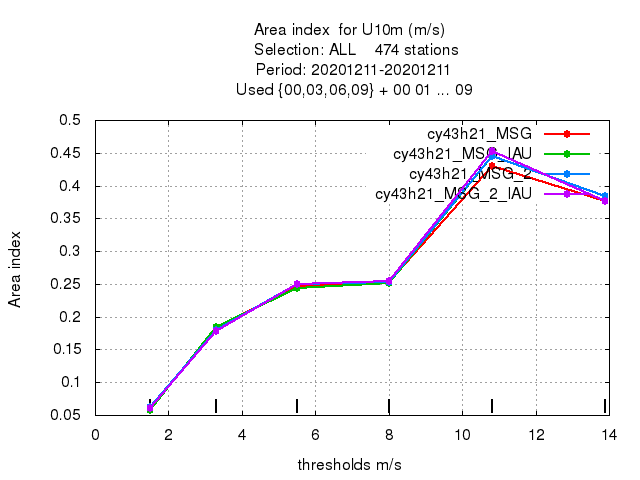 Area index  for U10m (m/s)
Selection: ALL    474 stations
Period: 20201211-20201211
Used {00,03,06,09} + 00 01 ... 09
cy43h21_MSG
cy43h21_MSG_IAU
cy43h21_MSG_2
cy43h21_MSG_2_IAU
Area index
0.5
0.45
0.4
0.35
0.3
0.25
0.2
0.15
0.1
0.05
0 2 4 6 8 10 12 14
thresholds m/s